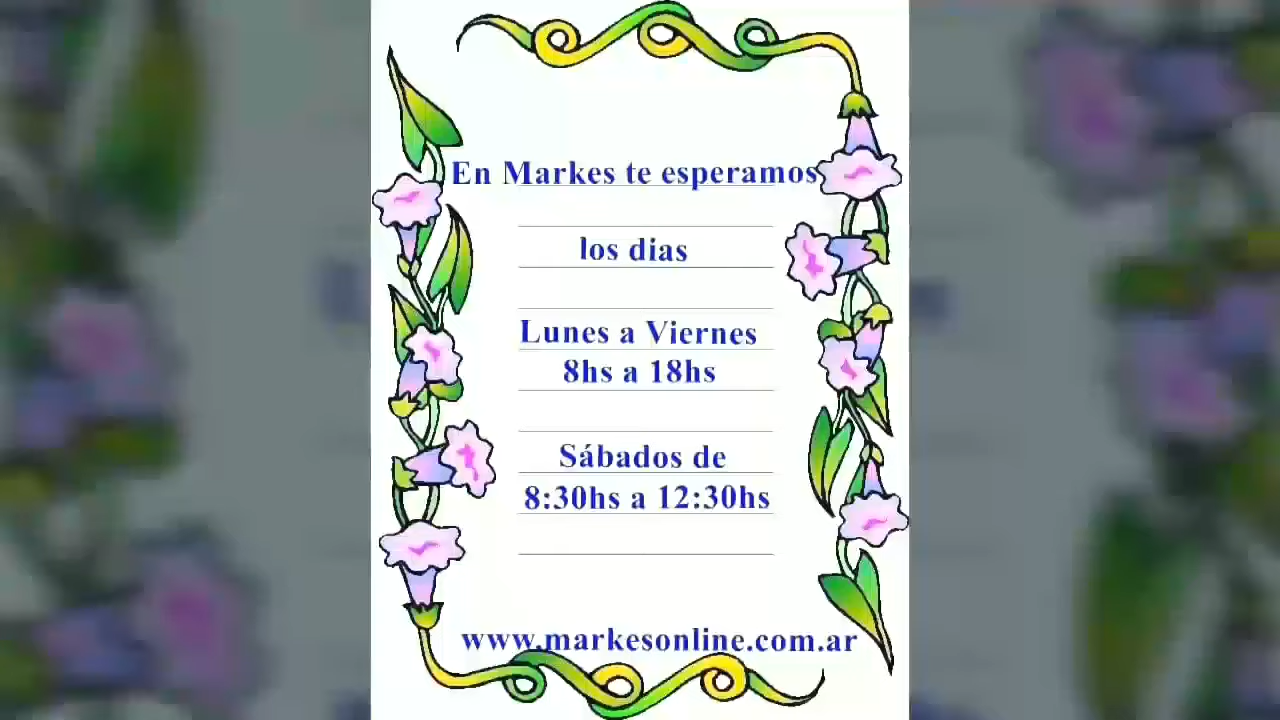 En Markes te esperamos
los dias
Lunes a Viernes
8hs a 18hs
Sábados de
8:30hs a 12:30hs
www.markesonline.com.ar